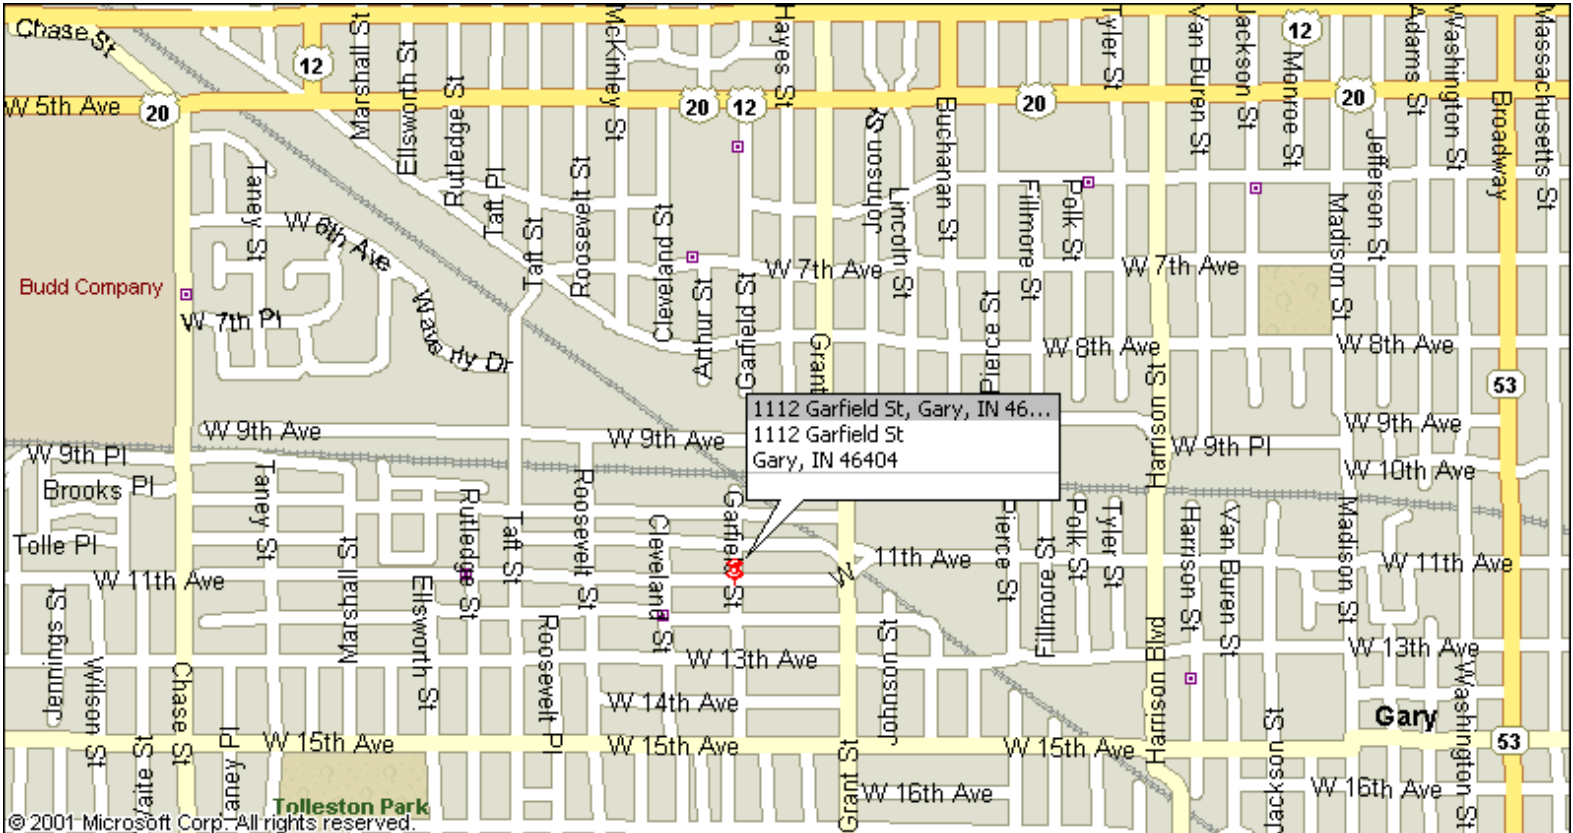 Chase St
12
Marshall St
Ellsworth St
Rutledge St
McKinley St
Hayes St
Tyler St
Van Buren St
Jackson St
12
Monroe St
Adams St
Washington St
Broadway
Massachusetts St
W 5th Ave
20
20
12
20
20
Taney St
Taft Pl
Roosevelt St
Johnson St
Buchanan St
Lincoln St
Fillmore St
Polk St
Jefferson St
Madison St
W 6th Ave
Taft St
Cleveland St
W 7th Ave
W 7th Ave
Budd Company
W 7th Pl
Waverly Dr
Arthur St
Garfield St
Grant
Pierce St
W 8th Ave
W 8th Ave
Harrison St
53
1112 Garfield St, Gary, IN 46...
1112 Garfield St
Gary, IN 46404
W 9th Ave
W 9th Ave
W 9th Ave
W 9th Pl
W 9th Pl
W 10th Ave
Brooks Pl
Taney St
Rutledge St
Taft St
Roosevelt St
Cleveland St
Garfield St
Pierce St
Polk St
Tyler St
Harrison St
Van Buren St
Madison St
Tolle Pl
W 11th Ave
W 11th Ave
W 11th Ave
Marshall St
Ellsworth St
Fillmore St
Jennings St
Wilson St
Chase St
Roosevelt Pl
W 13th Ave
Johnson St
Harrison Blvd
W 13th Ave
Washington St
W 14th Ave
Gary
W 15th Ave
W 15th Ave
W 15th Ave
53
Waite St
Taney Pl
Grant St
Jackson St
W 16th Ave
W 16th Ave
Tolleston Park
© 2001 Microsoft Corp. All rights reserved.